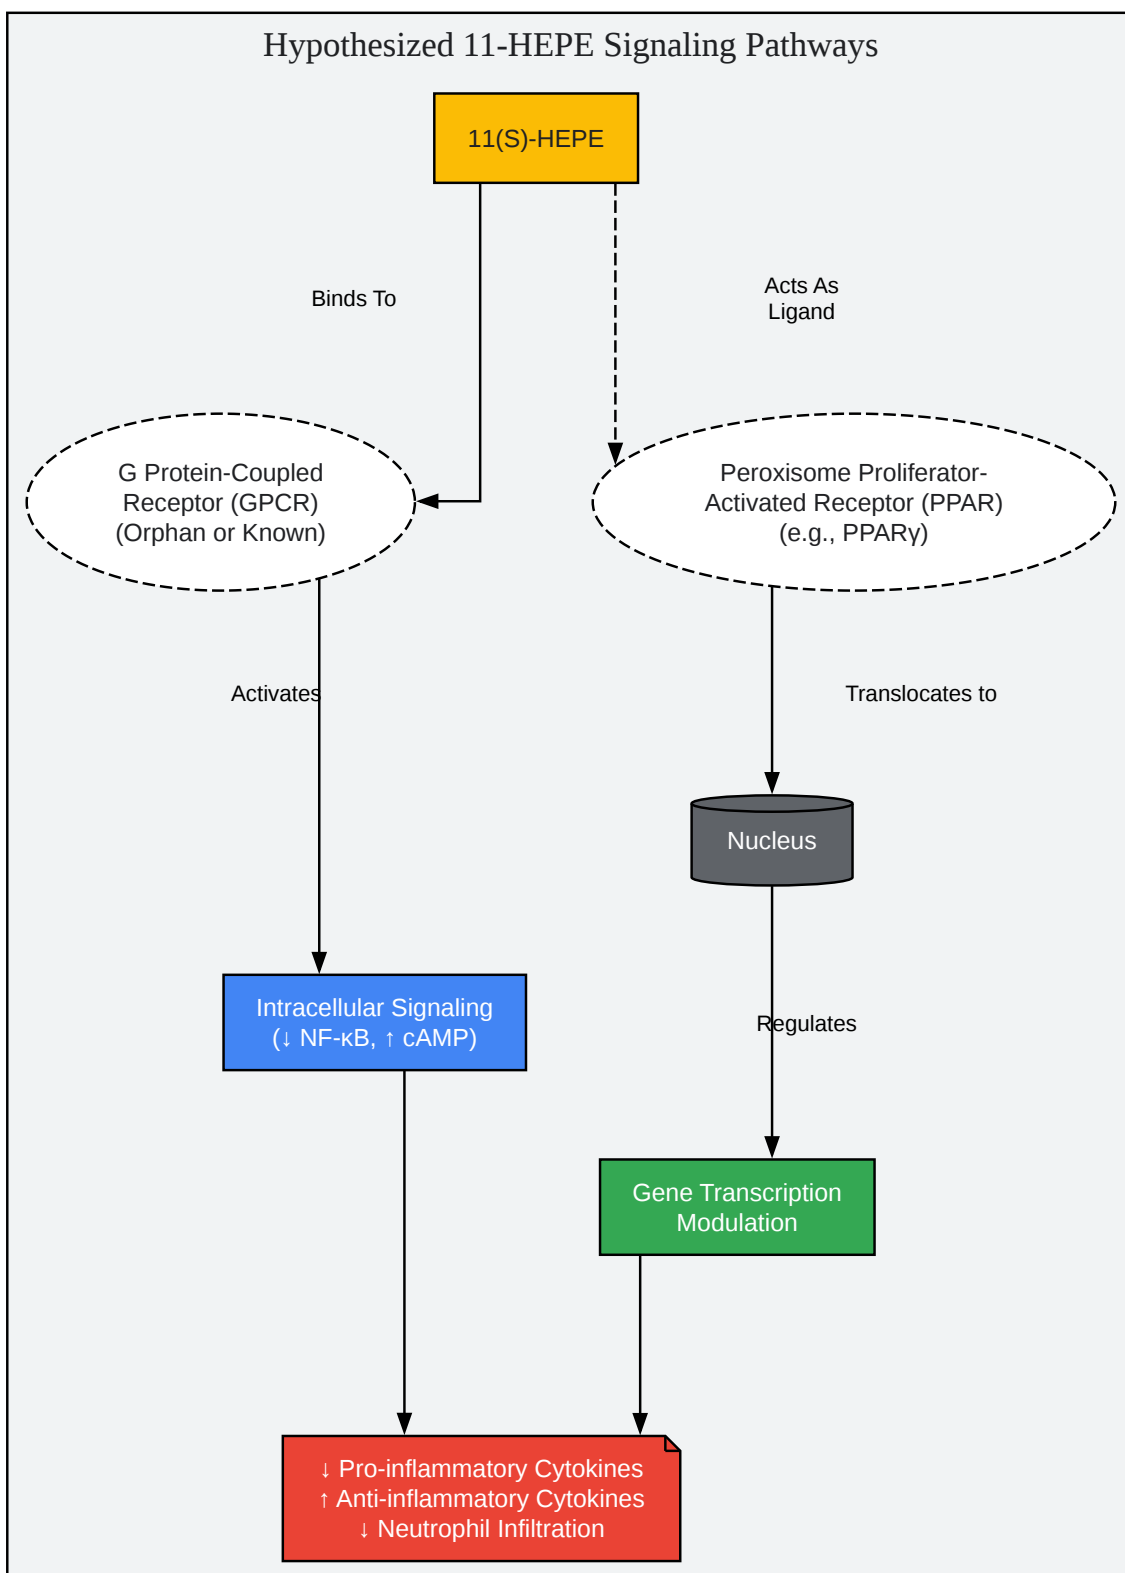 Hypothesized 11-HEPE Signaling Pathways
11(S)-HEPE
Binds To
Acts As
Ligand
G Protein-Coupled
Receptor (GPCR)
(Orphan or Known)
Peroxisome Proliferator-
Activated Receptor (PPAR)
(e.g., PPARγ)
Activates
Translocates to
Nucleus
Intracellular Signaling
(↓ NF-κB, ↑ cAMP)
Regulates
Gene Transcription
Modulation
↓ Pro-inflammatory Cytokines
↑ Anti-inflammatory Cytokines
↓ Neutrophil Infiltration